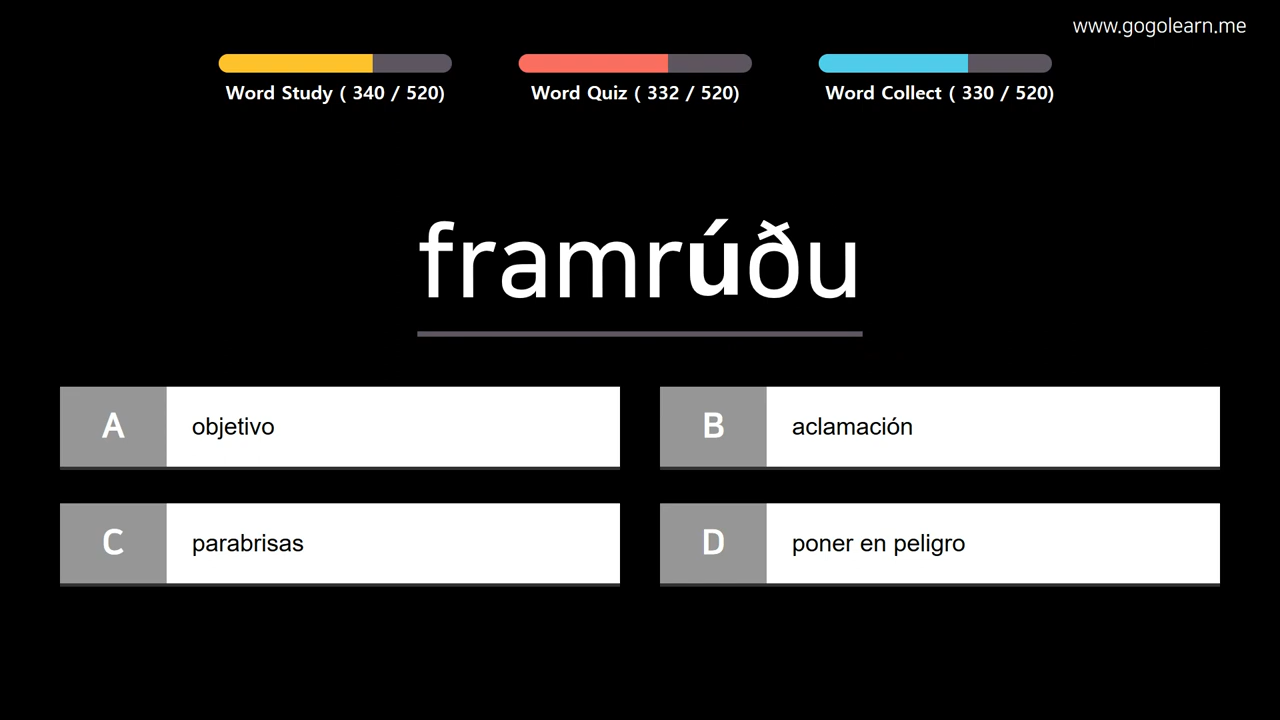 www.gogolearn.me
Word Study ( 340 / 520)
Word Quiz ( 332 / 520)
Word Collect ( 330 / 520)
framrúðu
A
objetivo
B
aclamación
C
parabrisas
D
poner en peligro